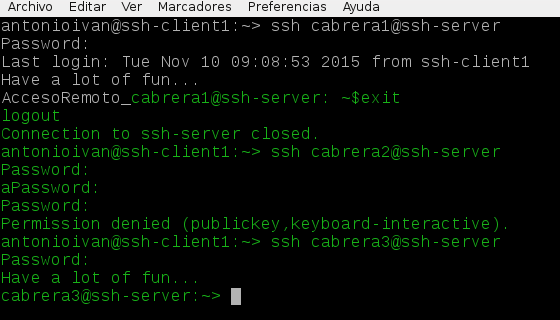 Archivo Editar Ver Marcadores Preferencias Ayuda
antonioivan@ssh-client1:~> ssh cabrera1@ssh-server
Password:
Last login: Tue Nov 10 09:08:53 2015 from ssh-client1
Have a lot of fun...
AccesoRemoto_cabrera1@ssh-server: ~$exit
logout
Connection to ssh-server closed.
antonioivan@ssh-client1:~> ssh cabrera2@ssh-server
Password:
aPassword:
Password:
Permission denied (publickey,keyboard-interactive).
antonioivan@ssh-client1:~> ssh cabrera3@ssh-server
Password:
Have a lot of fun...
cabrera3@ssh-server:~>